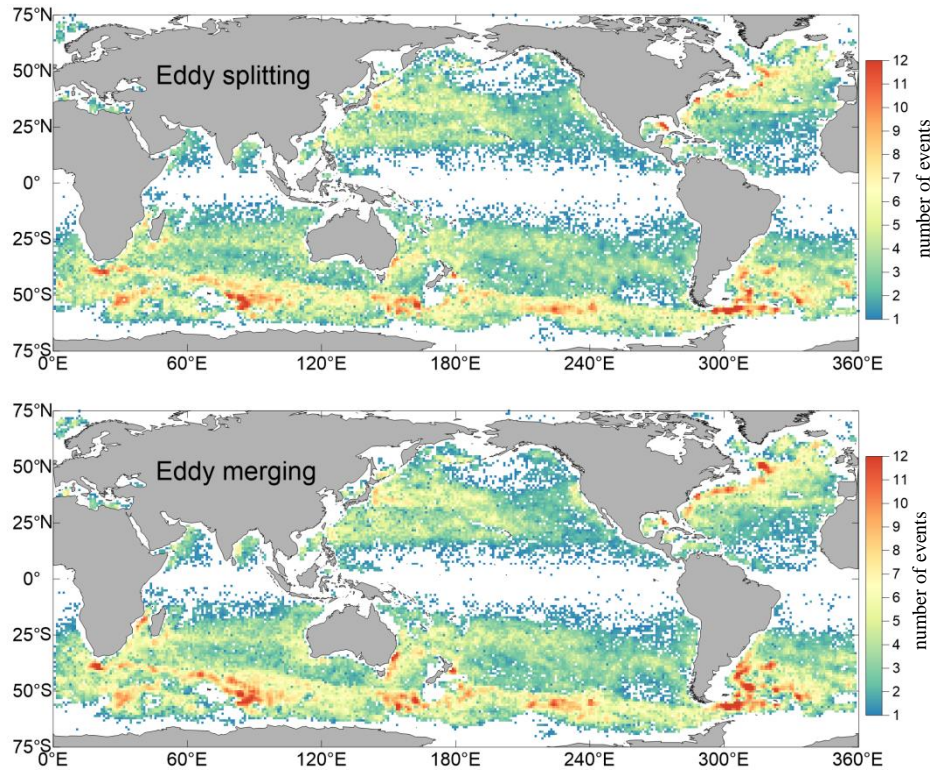 75°N
50°N
25°N
0°
25°S
50°S
75°S
Eddy splitting
0°E
60°E
120°E
180°E
240°E
300°E
360°E
12
11
10
9
8
7
6
5
4
3
2
1
number of events
75°N
50°N
25°N
0°
25°S
50°S
75°S
Eddy merging
0°E
60°E
120°E
180°E
240°E
300°E
360°E
12
11
10
9
8
7
6
5
4
3
2
1
number of events